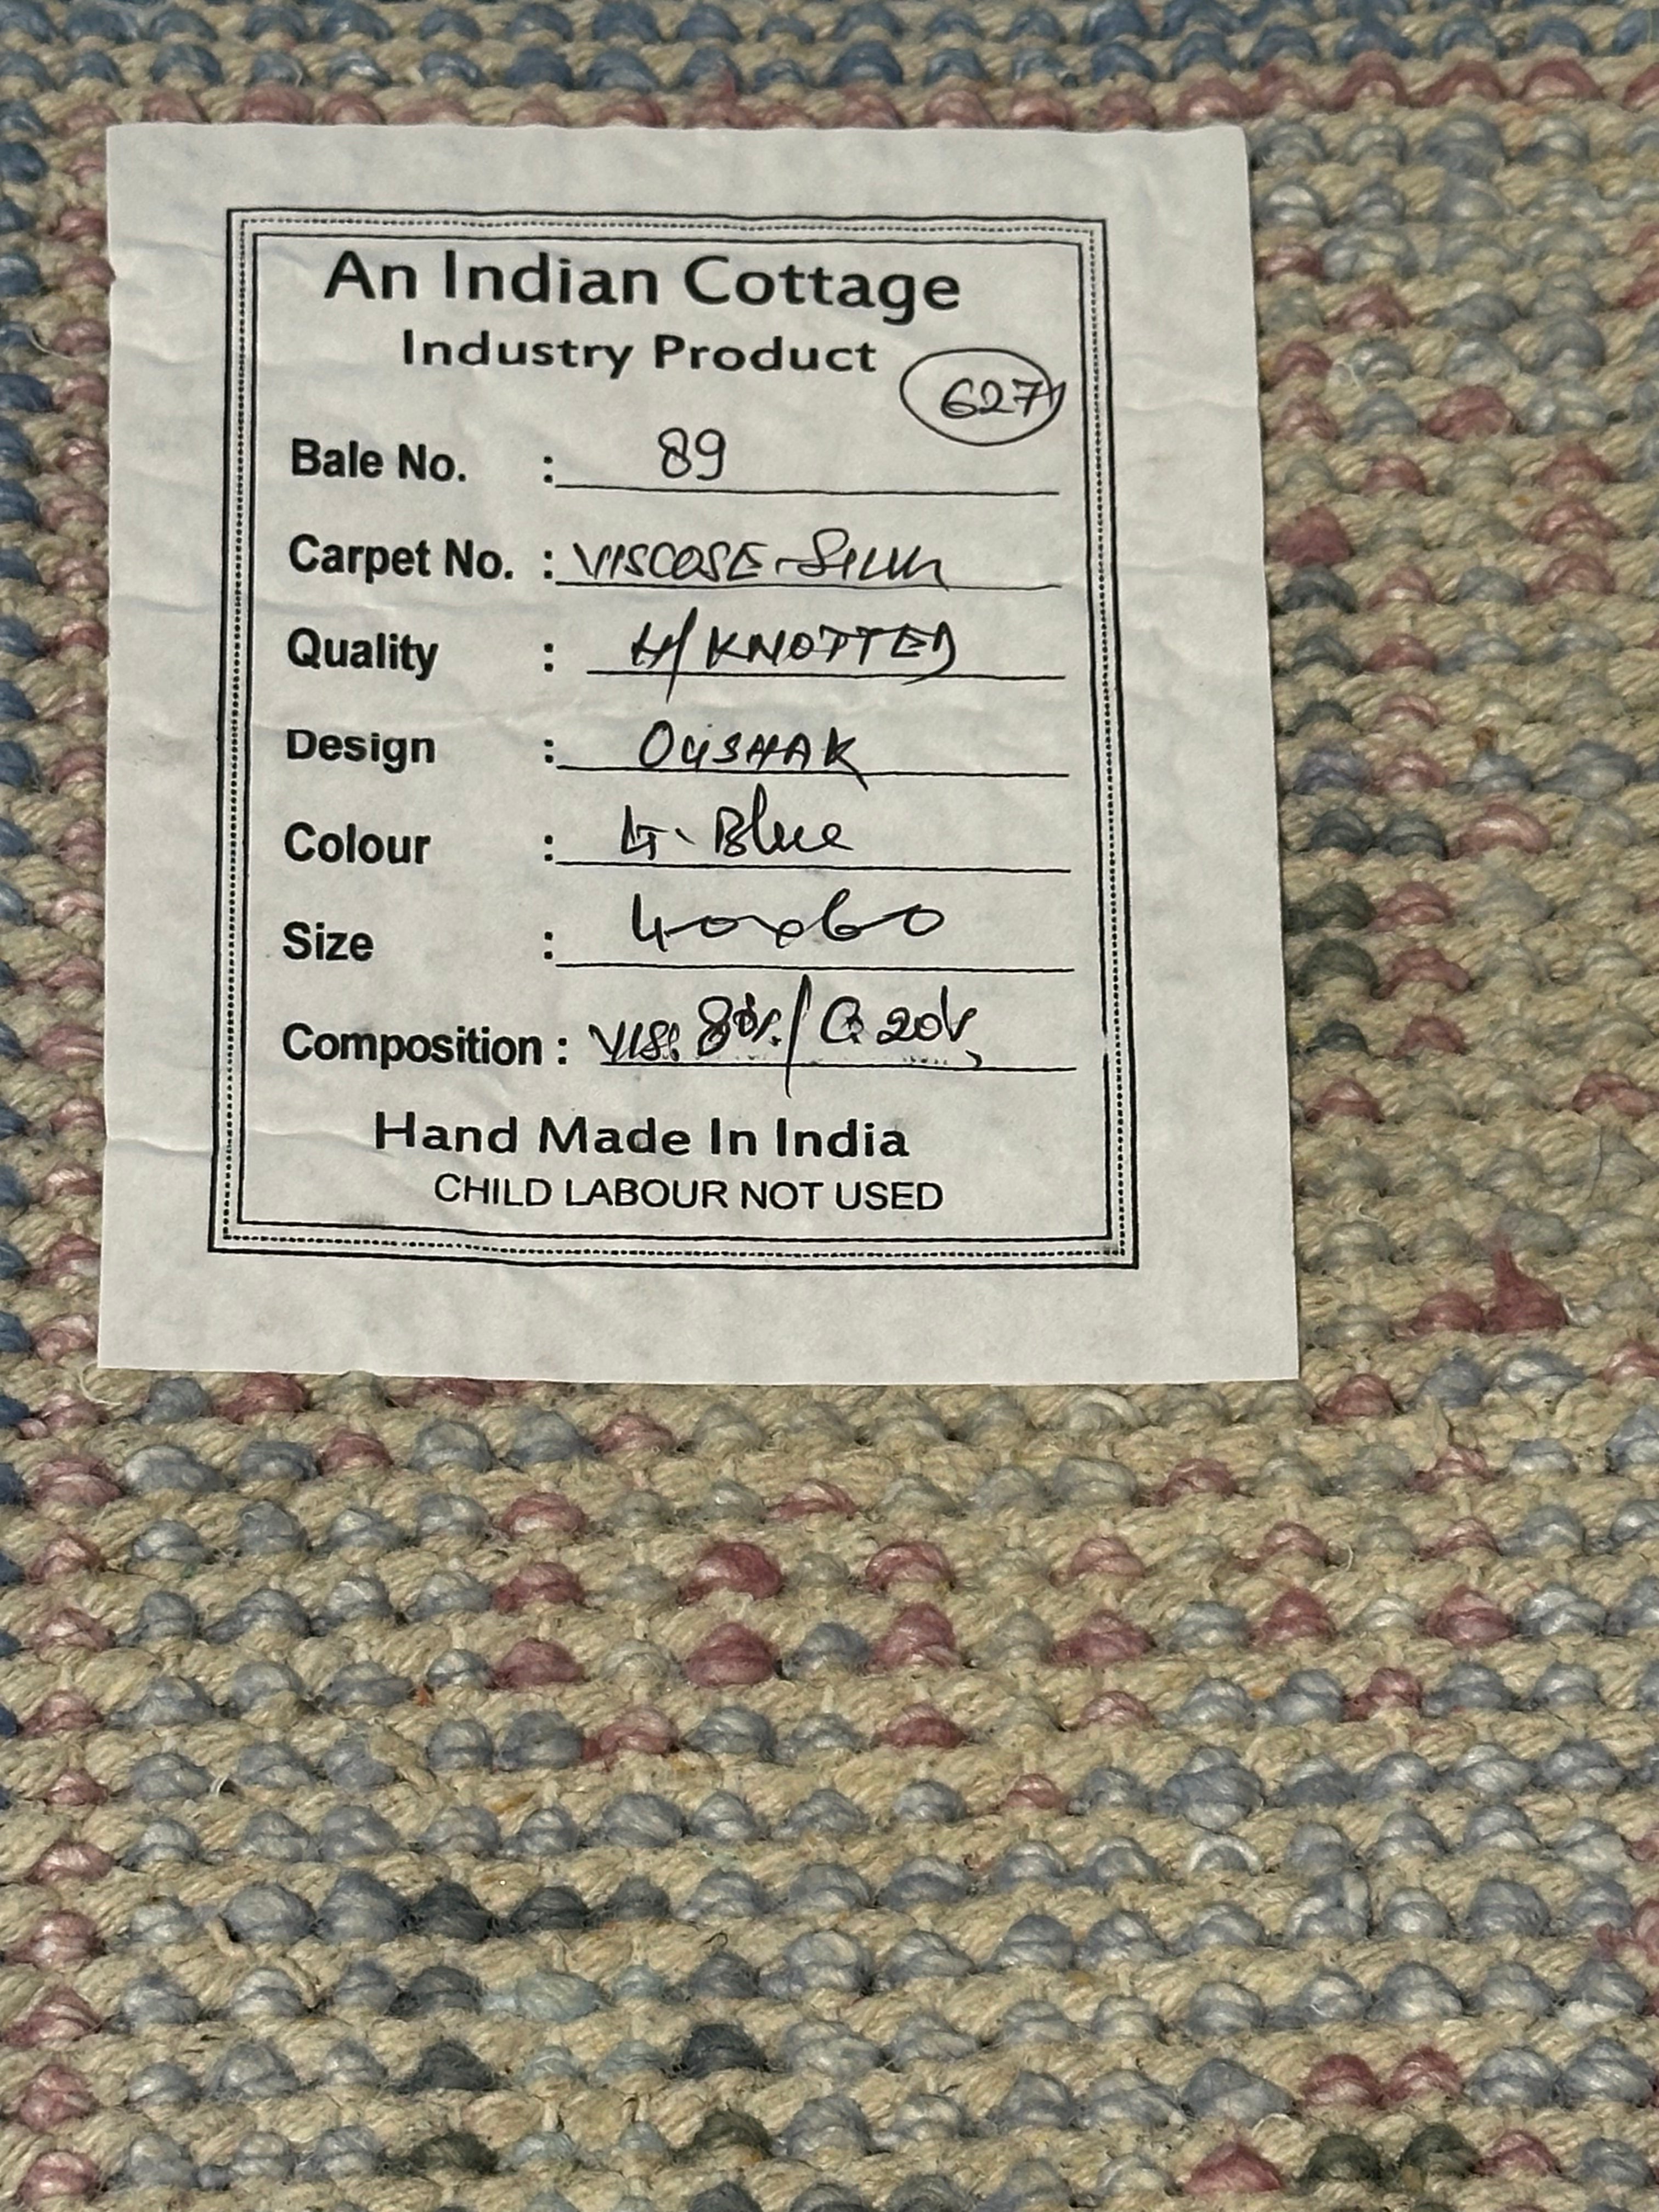 An Indian Cottage
Industry Product
627
Bale No. : 89
Carpet No. : VISCOSE-SILK
Quality : H/KNOTTED
Design : OUSHAK
Colour : LT. Blue
Size : 40x60
Composition : VIS. 80%/C. 20%
Hand Made In India
CHILD LABOUR NOT USED